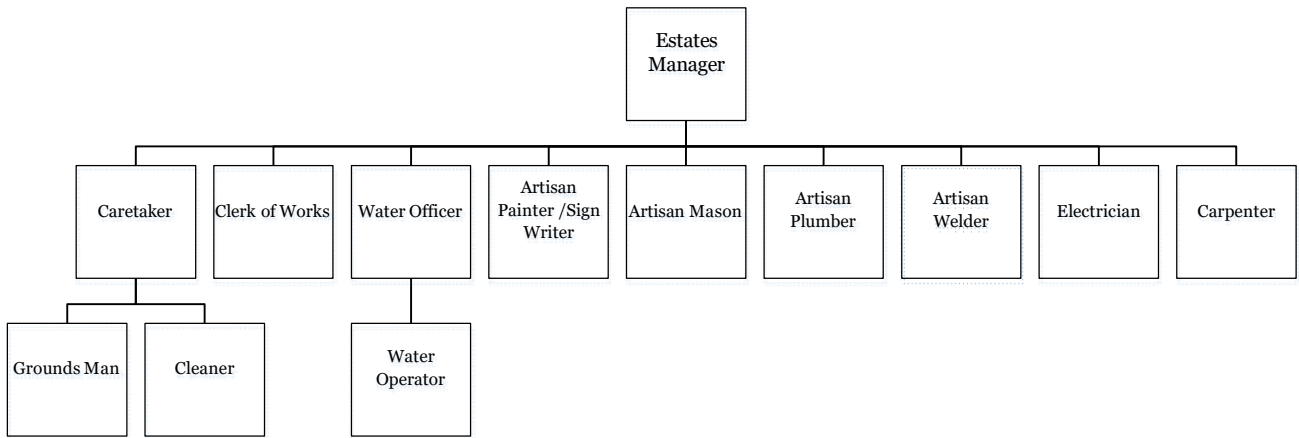 Estates
Manager
Caretaker
Clerk of Works
Water Officer
Artisan
Painter /Sign
Writer
Artisan Mason
Artisan
Plumber
Artisan
Welder
Electrician
Carpenter
Grounds Man
Cleaner
Water
Operator